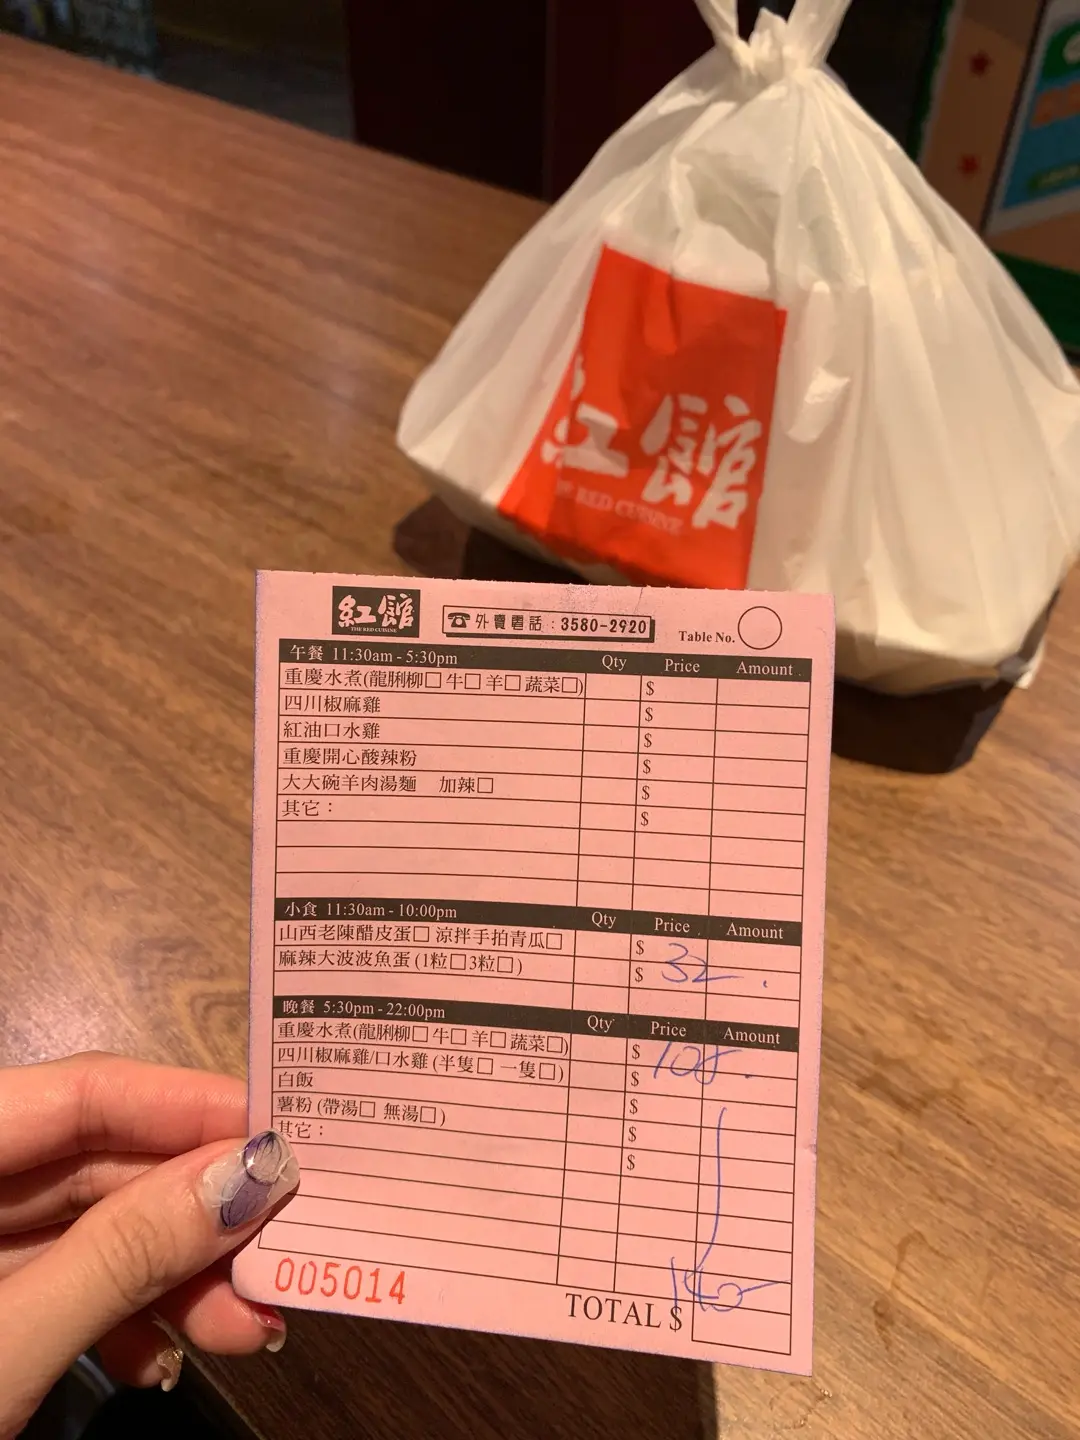 紅館
THE RED CUISINE
紅館
THE RED CUISINE
☎外賣電話：3580-2920
Table No.
午餐 11:30am - 5:30pm Qty Price Amount
重慶水煮(龍脷柳□ 牛□ 羊□ 蔬菜□) $
四川椒麻雞 $
紅油口水雞 $
重慶開心酸辣粉 $
大大碗羊肉湯麵 加辣□ $
其它： $
小食 11:30am - 10:00pm Qty Price Amount
山西老陳醋皮蛋□ 涼拌手拍青瓜□ $
麻辣大波波魚蛋 (1粒□3粒□) $ 32
晚餐 5:30pm - 22:00pm Qty Price Amount
重慶水煮(龍脷柳□ 牛□ 羊□ 蔬菜□) $ 108
四川椒麻雞/口水雞 (半隻□ 一隻□) $
白飯 $
薯粉 (帶湯□ 無湯□) $
其它： $
005014
TOTAL $ 140